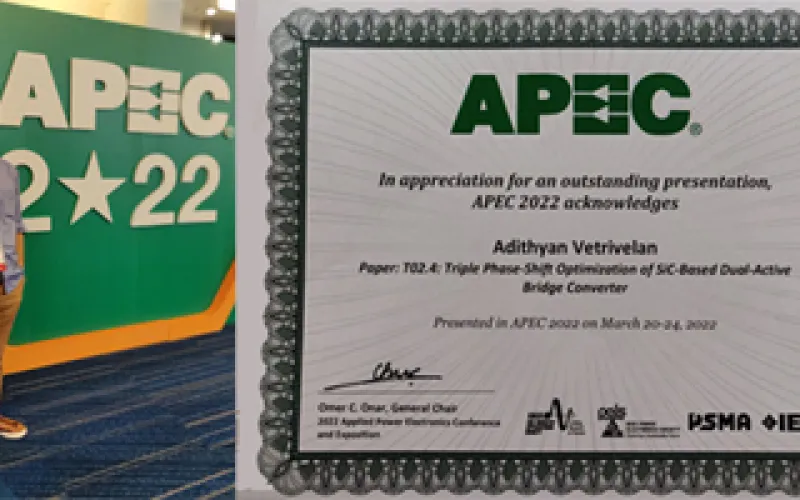 APEC
2★22
APEC®
In appreciation for an outstanding presentation,
APEC 2022 acknowledges
Adithyan Vetrivelan
Paper: T02.4: Triple Phase-Shift Optimization of SiC-Based Dual-Active
Bridge Converter
Presented in APEC 2022 on March 20-24, 2022
Omer C. Onar, General Chair
2022 Applied Power Electronics Conference
and Exposition
PSMA
IE